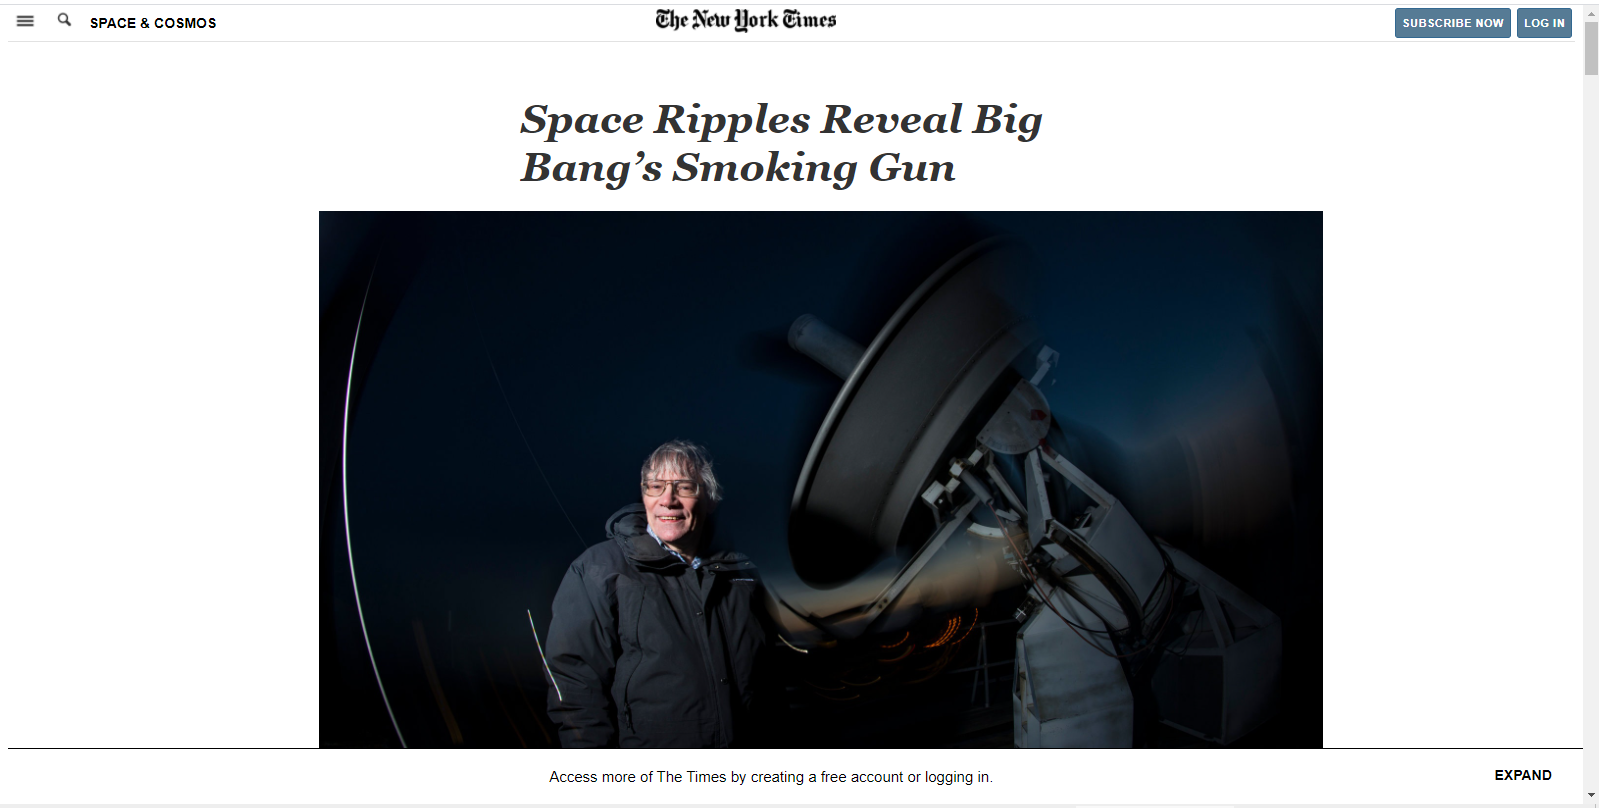 SPACE & COSMOS
The New York Times
SUBSCRIBE NOW
LOG IN
Space Ripples Reveal Big
Bang’s Smoking Gun
Access more of The Times by creating a free account or logging in.
EXPAND